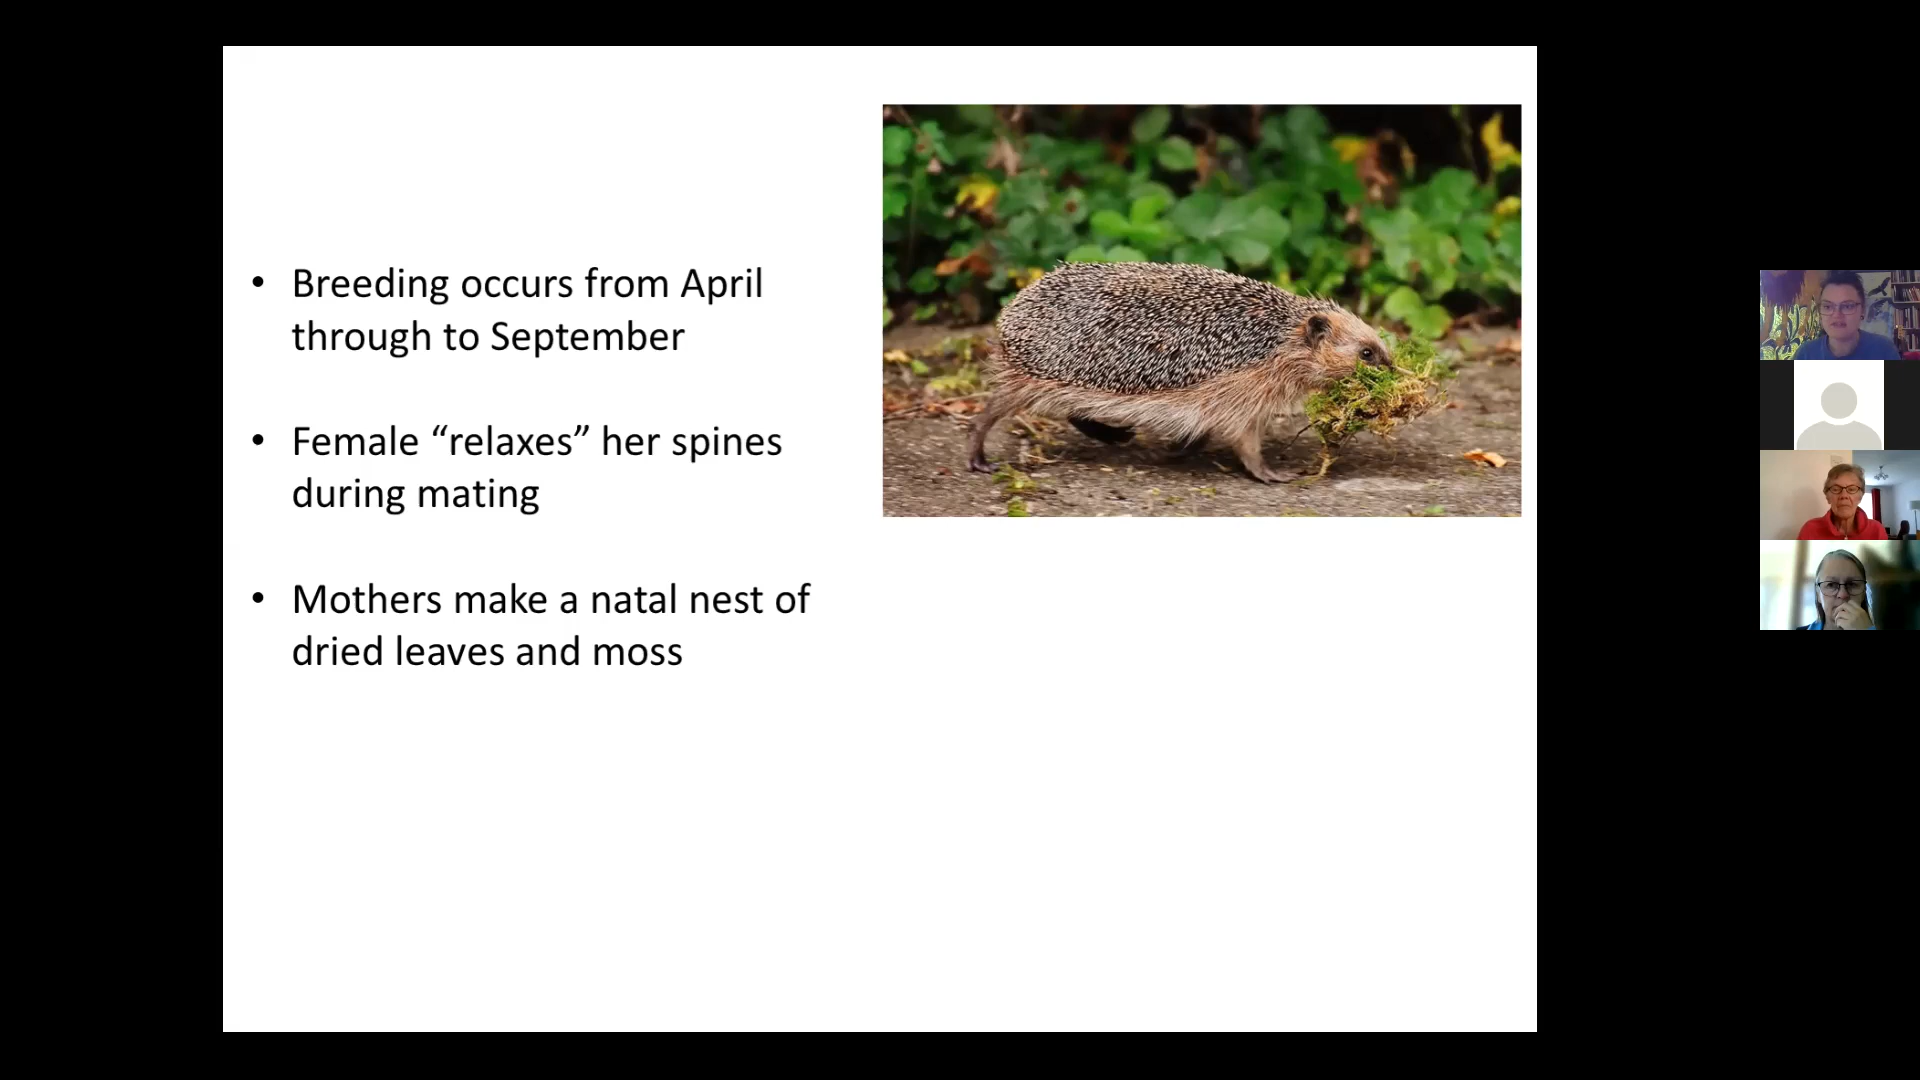 • Breeding occurs from April
through to September
• Female “relaxes” her spines
during mating
• Mothers make a natal nest of
dried leaves and moss